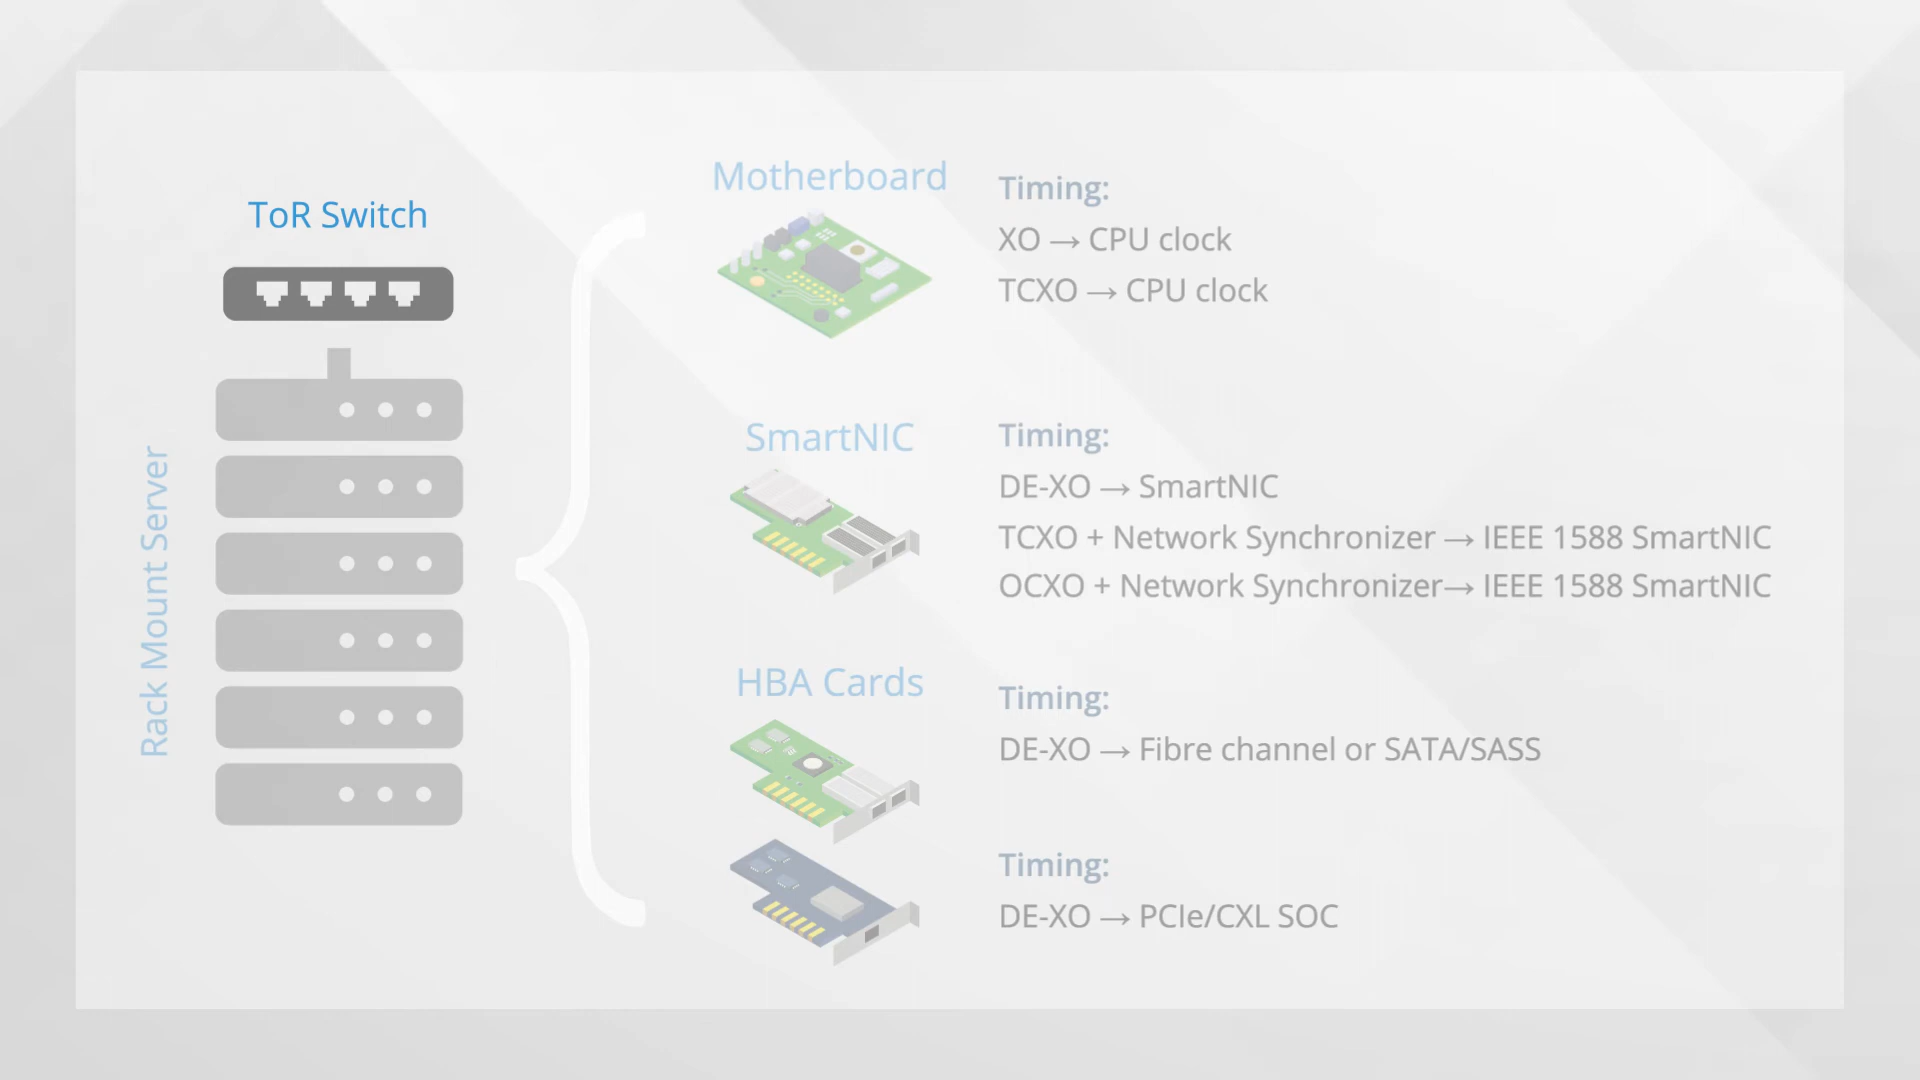 ToR Switch
Rack Mount Server
Motherboard
Timing:
XO → CPU clock
TCXO → CPU clock
SmartNIC
Timing:
DE-XO → SmartNIC
TCXO + Network Synchronizer → IEEE 1588 SmartNIC
OCXO + Network Synchronizer→ IEEE 1588 SmartNIC
HBA Cards
Timing:
DE-XO → Fibre channel or SATA/SASS
Timing:
DE-XO → PCIe/CXL SOC